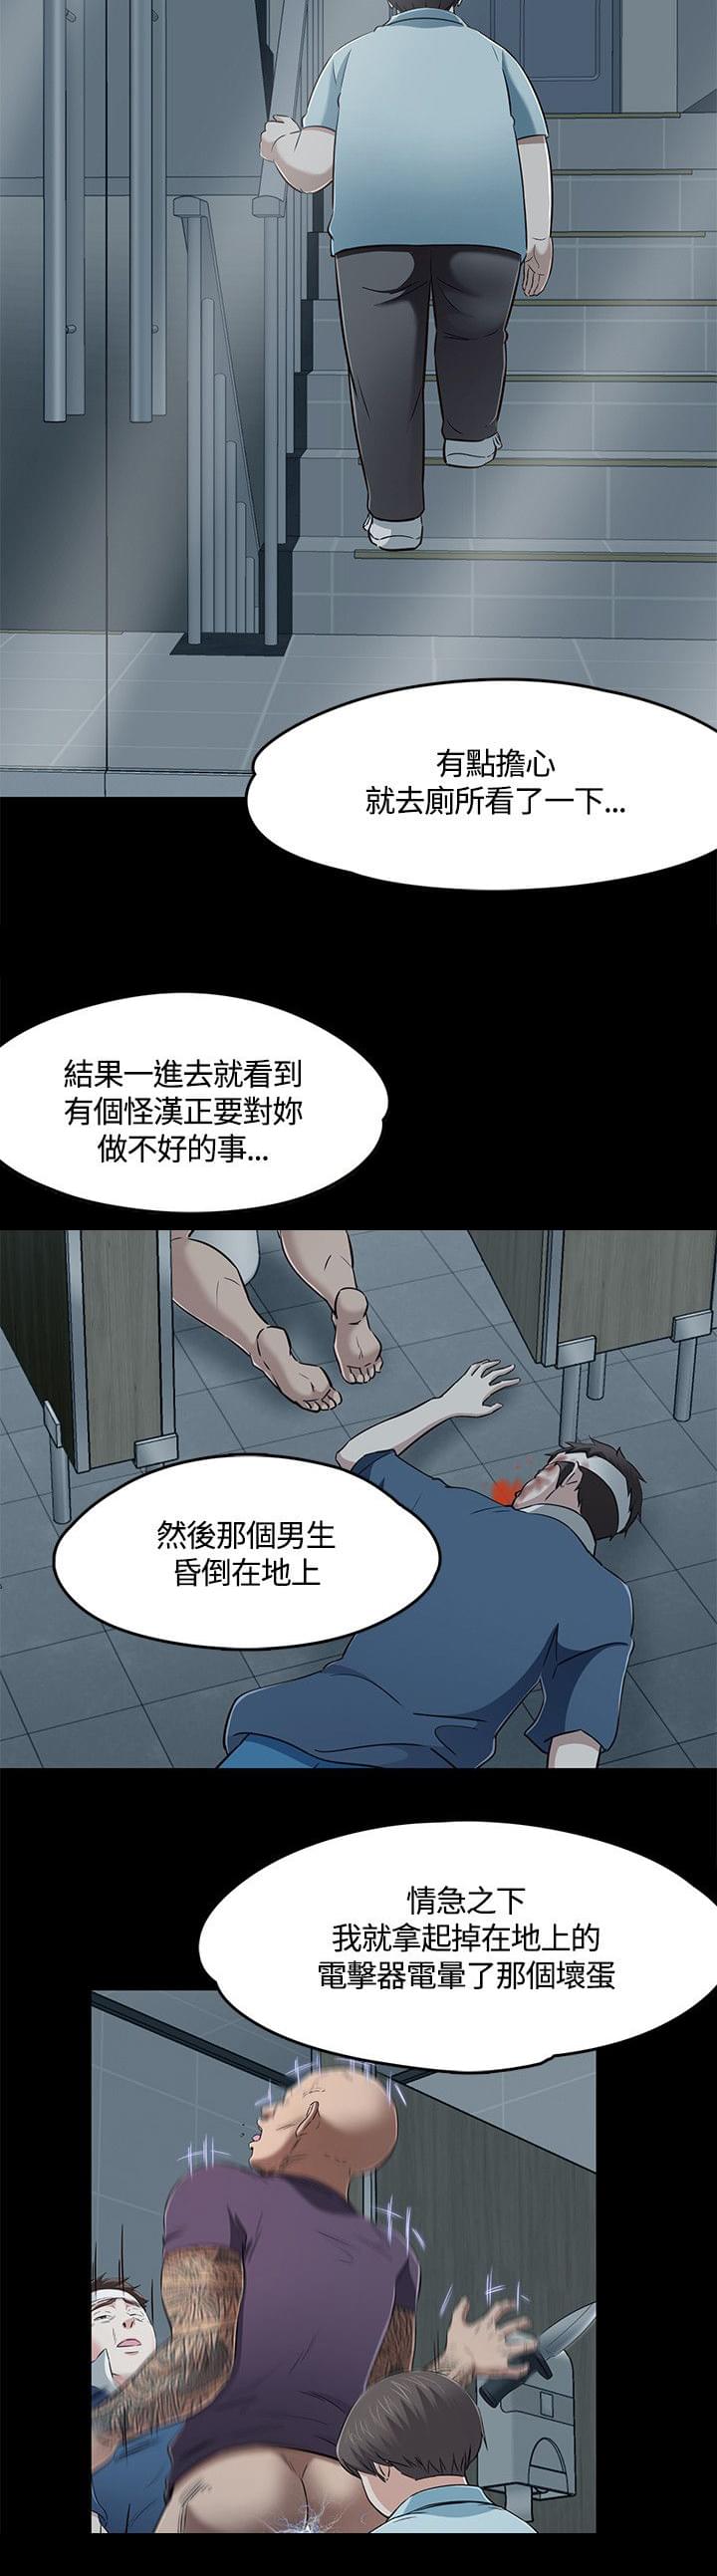 有點擔心
就去廁所看了一下...
結果一進去就看到
有個怪漢正要對妳
做不好的事...
然後那個男生
昏倒在地上
情急之下
我就拿起掉在地上的
電擊器電暈了那個壞蛋